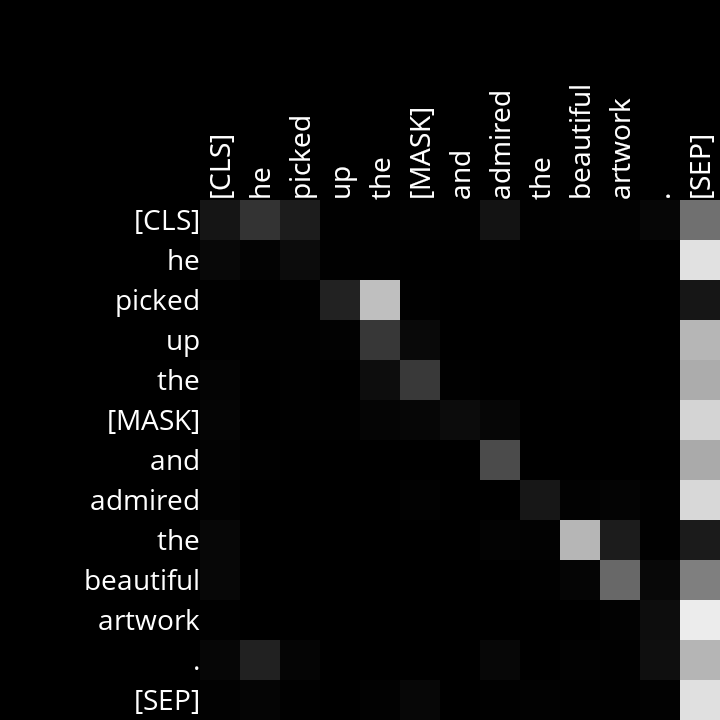 [CLS] he picked up the [MASK] and admired the beautiful artwork . [SEP]
[CLS]
he
picked
up
the
[MASK]
and
admired
the
beautiful
artwork
.
[SEP]